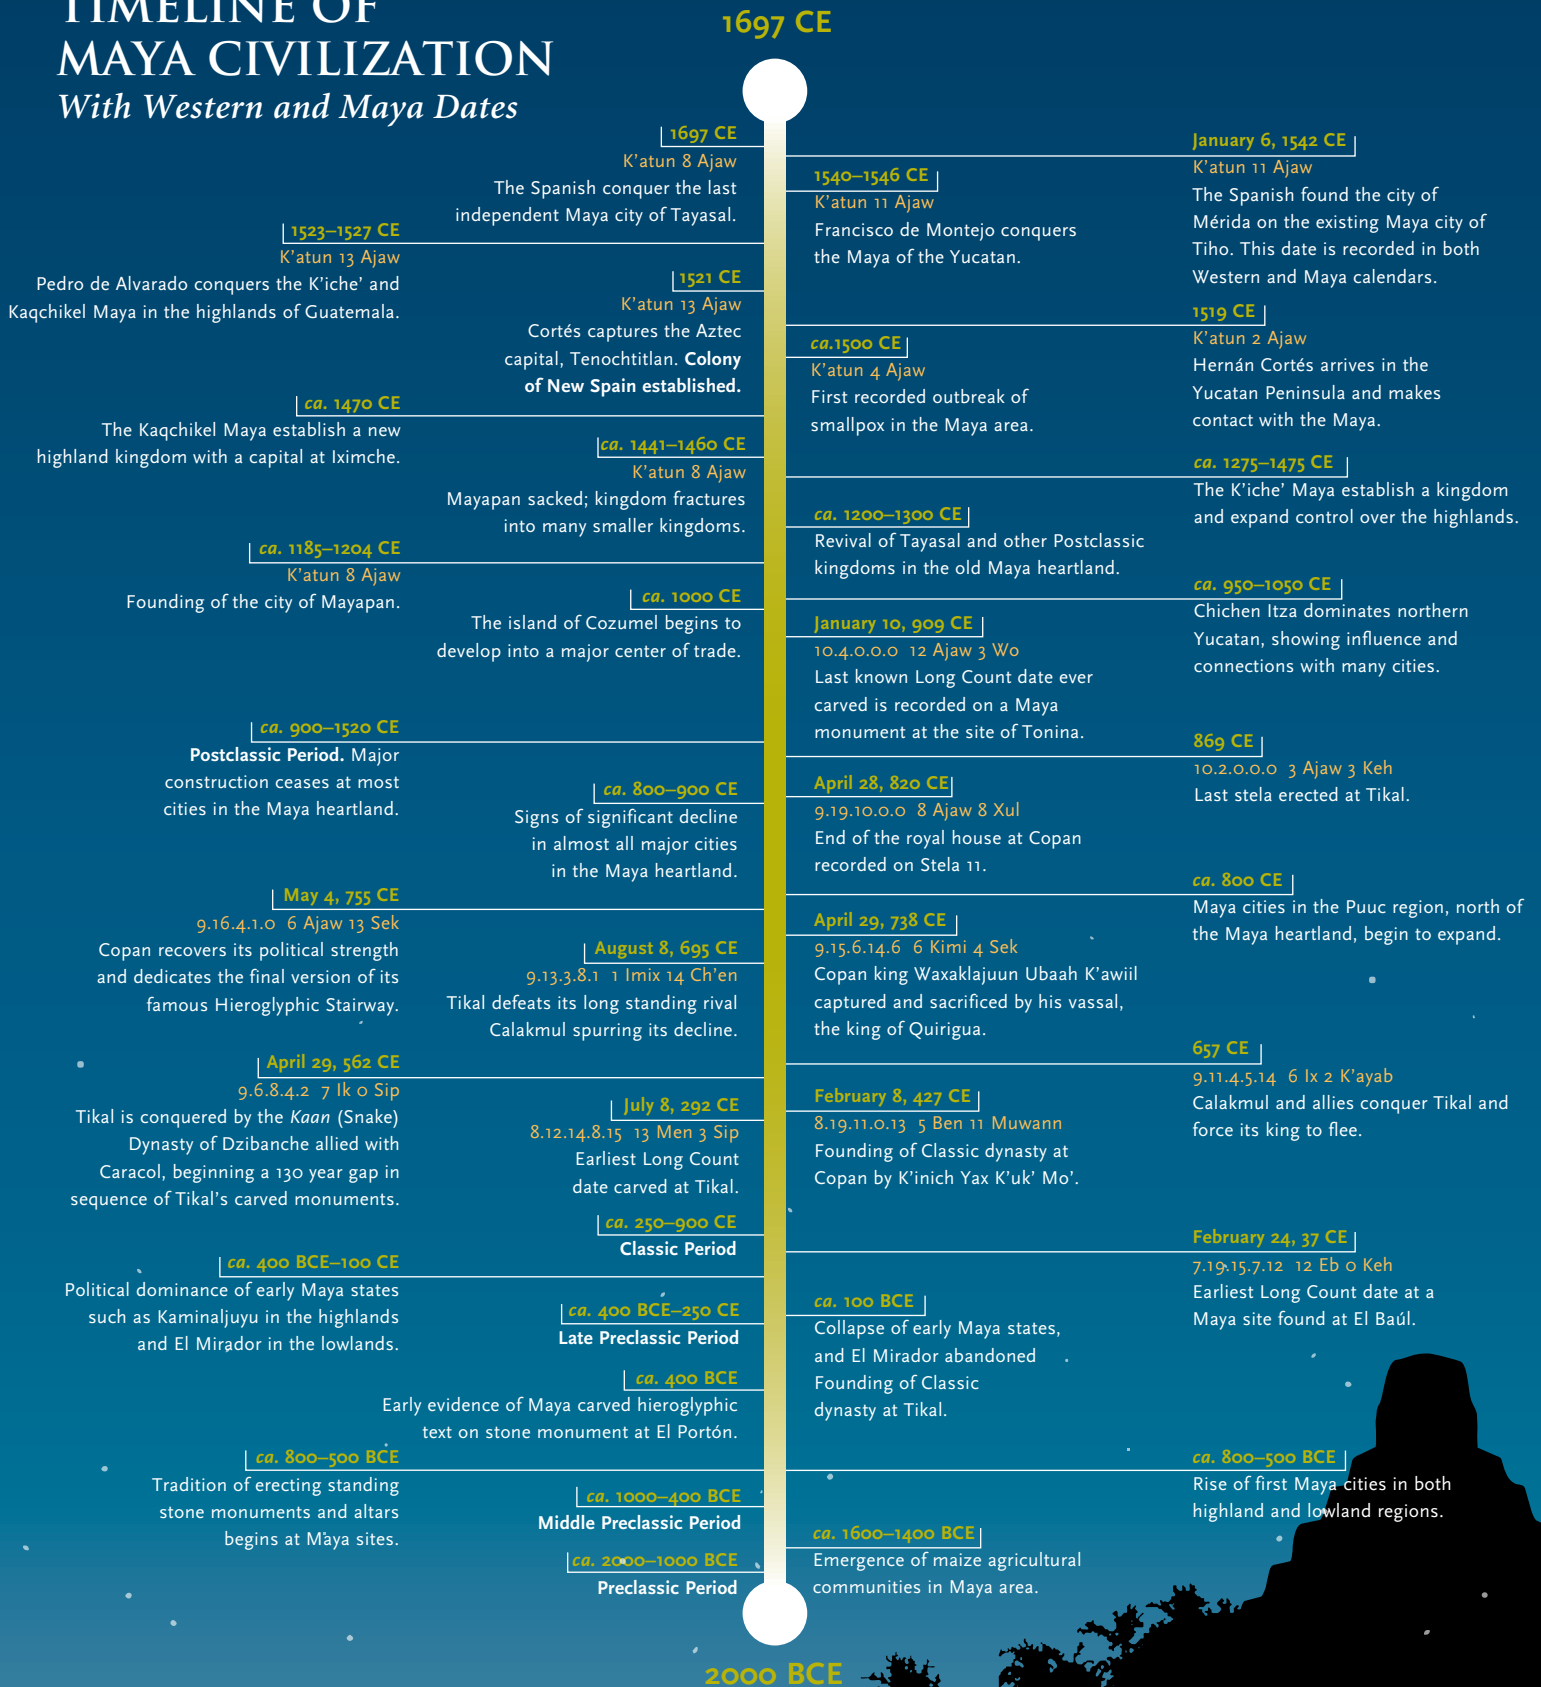 TIMELINE OF
MAYA CIVILIZATION
With Western and Maya Dates
1697 CE
1697 CE
K'atun 8 Ajaw
The Spanish conquer the last
independent Maya city of Tayasal.
January 6, 1542 CE
K'atun 11 Ajaw
The Spanish found the city of
Mérida on the existing Maya city of
Tiho. This date is recorded in both
Western and Maya calendars.
1540–1546 CE
K'atun 11 Ajaw
Francisco de Montejo conquers
the Maya of the Yucatan.
1523–1527 CE
K'atun 13 Ajaw
Pedro de Alvarado conquers the K'iche' and
Kaqchikel Maya in the highlands of Guatemala.
1521 CE
K'atun 13 Ajaw
Cortés captures the Aztec
capital, Tenochtitlan. Colony
of New Spain established.
1519 CE
K'atun 2 Ajaw
Hernán Cortés arrives in the
Yucatan Peninsula and makes
contact with the Maya.
ca.1500 CE
K'atun 4 Ajaw
First recorded outbreak of
smallpox in the Maya area.
ca. 1470 CE
The Kaqchikel Maya establish a new
highland kingdom with a capital at Iximche.
ca. 1441–1460 CE
K'atun 8 Ajaw
Mayapan sacked; kingdom fractures
into many smaller kingdoms.
ca. 1275–1475 CE
The K'iche' Maya establish a kingdom
and expand control over the highlands.
ca. 1200–1300 CE
Revival of Tayasal and other Postclassic
kingdoms in the old Maya heartland.
ca. 1185–1204 CE
K'atun 8 Ajaw
Founding of the city of Mayapan.
ca. 1000 CE
The island of Cozumel begins to
develop into a major center of trade.
ca. 950–1050 CE
Chichen Itza dominates northern
Yucatan, showing influence and
connections with many cities.
January 10, 909 CE
10.4.0.0.0 12 Ajaw 3 Wo
Last known Long Count date ever
carved is recorded on a Maya
monument at the site of Tonina.
ca. 900–1520 CE
Postclassic Period. Major
construction ceases at most
cities in the Maya heartland.
869 CE
10.2.0.0.0 3 Ajaw 3 Keh
Last stela erected at Tikal.
ca. 800–900 CE
Signs of significant decline
in almost all major cities
in the Maya heartland.
April 28, 820 CE
9.19.10.0.0 8 Ajaw 8 Xul
End of the royal house at Copan
recorded on Stela 11.
ca. 800 CE
Maya cities in the Puuc region, north of
the Maya heartland, begin to expand.
May 4, 755 CE
9.16.4.1.0 6 Ajaw 13 Sek
Copan recovers its political strength
and dedicates the final version of its
famous Hieroglyphic Stairway.
April 29, 738 CE
9.15.6.14.6 6 Kimi 4 Sek
Copan king Waxaklajuun Ubaah K'awiil
captured and sacrificed by his vassal,
the king of Quirigua.
August 8, 695 CE
9.13.3.8.1 1 Imix 14 Ch'en
Tikal defeats its long standing rival
Calakmul spurring its decline.
657 CE
9.11.4.5.14 6 Ix 2 K'ayab
Calakmul and allies conquer Tikal and
force its king to flee.
April 29, 562 CE
9.6.8.4.2 7 Ik 0 Sip
Tikal is conquered by the Kaan (Snake)
Dynasty of Dzibanche allied with
Caracol, beginning a 130 year gap in
sequence of Tikal's carved monuments.
February 8, 427 CE
8.19.11.0.13 5 Ben 11 Muwann
Founding of Classic dynasty at
Copan by K'inich Yax K'uk' Mo'.
July 8, 292 CE
8.12.14.8.15 13 Men 3 Sip
Earliest Long Count
date carved at Tikal.
ca. 250–900 CE
Classic Period
February 24, 37 CE
7.19.15.7.12 12 Eb 0 Keh
Earliest Long Count date at a
Maya site found at El Baúl.
ca. 400 BCE–100 CE
Political dominance of early Maya states
such as Kaminaljuyu in the highlands
and El Mirador in the lowlands.
ca. 400 BCE–250 CE
Late Preclassic Period
ca. 100 BCE
Collapse of early Maya states,
and El Mirador abandoned
Founding of Classic
dynasty at Tikal.
ca. 400 BCE
Early evidence of Maya carved hieroglyphic
text on stone monument at El Portón.
ca. 800–500 BCE
Tradition of erecting standing
stone monuments and altars
begins at Maya sites.
ca. 800–500 BCE
Rise of first Maya cities in both
highland and lowland regions.
ca. 1000–400 BCE
Middle Preclassic Period
ca. 1600–1400 BCE
Emergence of maize agricultural
communities in Maya area.
ca. 2000–1000 BCE
Preclassic Period
2000 BCE